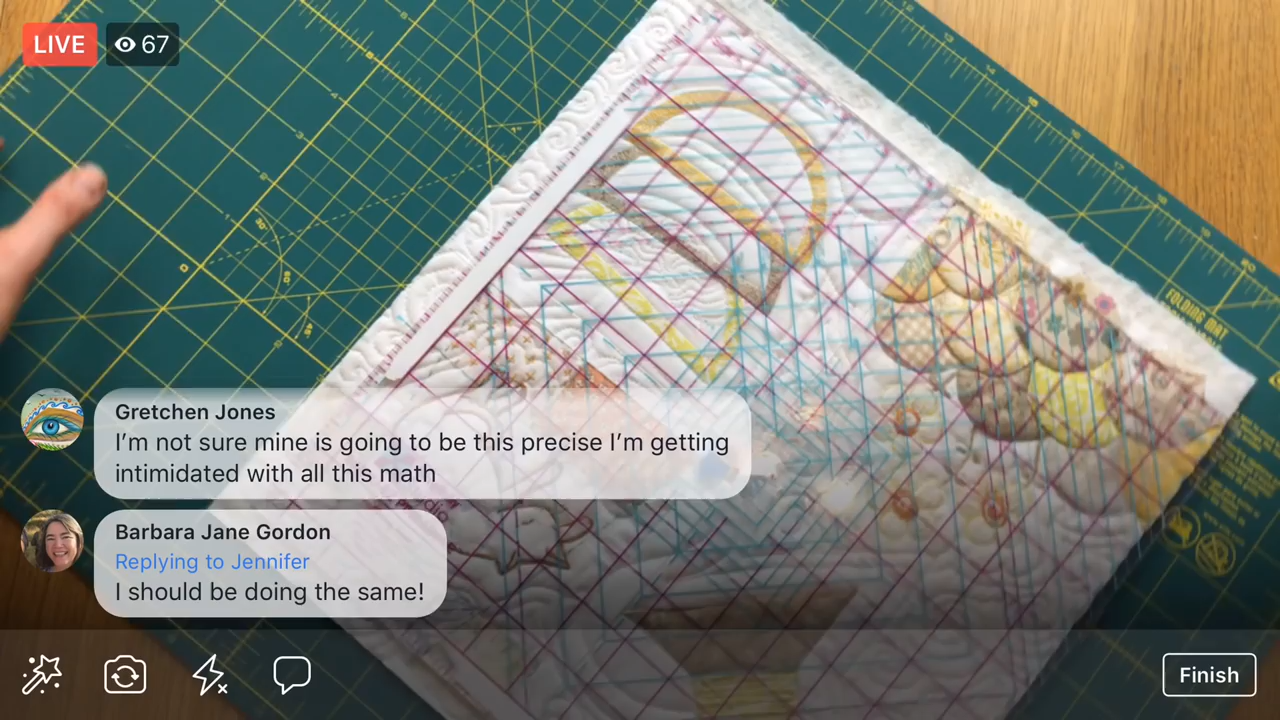 LIVE
67
FOLDING MAT
Gretchen Jones
I’m not sure mine is going to be this precise I’m getting
intimidated with all this math
Barbara Jane Gordon
Replying to Jennifer
I should be doing the same!
Finish